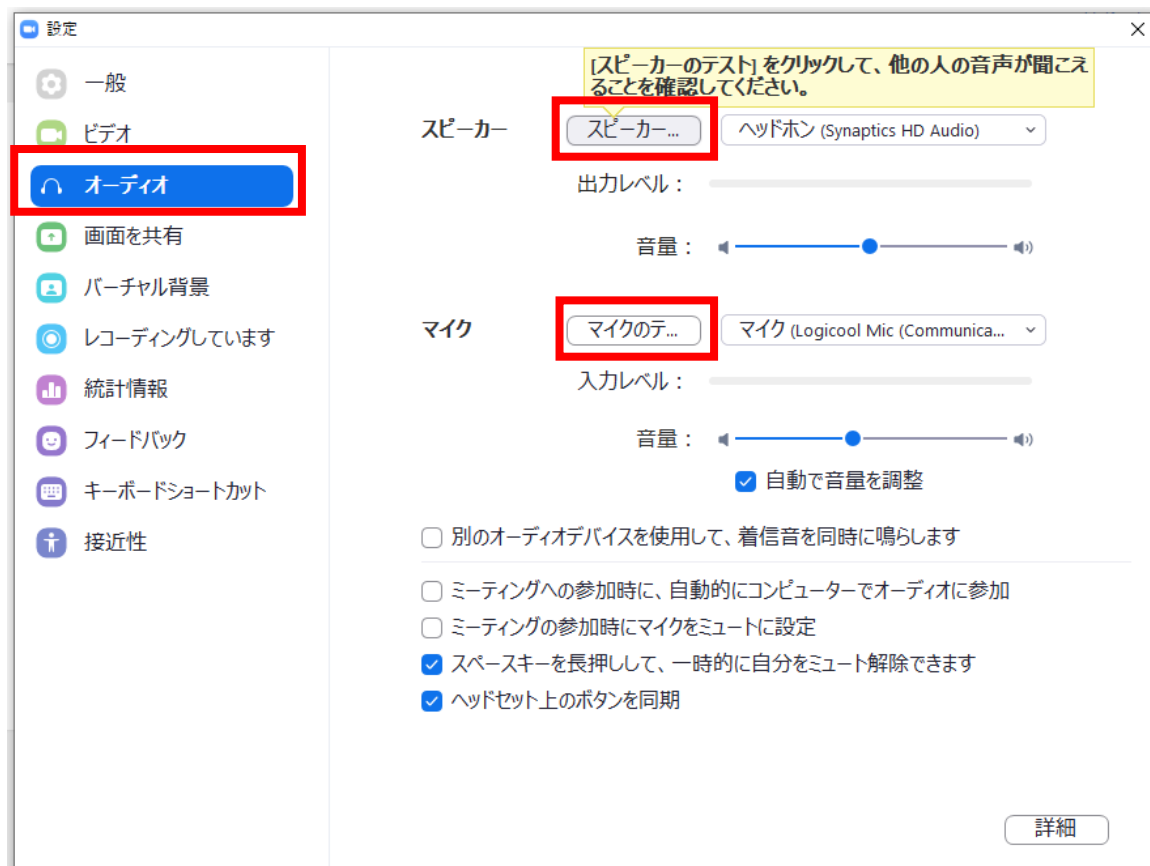 設定
一般
ビデオ
オーディオ
画面を共有
バーチャル背景
レコーディングしています
統計情報
フィードバック
キーボードショートカット
接近性
[スピーカーのテスト] をクリックして、他の人の音声が聞こえ
ることを確認してください。
スピーカー スピーカー... ヘッドホン (Synaptics HD Audio)
出力レベル：
音量：
マイク マイクのテ... マイク (Logicool Mic (Communica...
入力レベル：
音量：
自動で音量を調整
別のオーディオデバイスを使用して、着信音を同時に鳴らします
ミーティングへの参加時に、自動的にコンピューターでオーディオに参加
ミーティングの参加時にマイクをミュートに設定
スペースキーを長押しして、一時的に自分をミュート解除できます
ヘッドセット上のボタンを同期
詳細